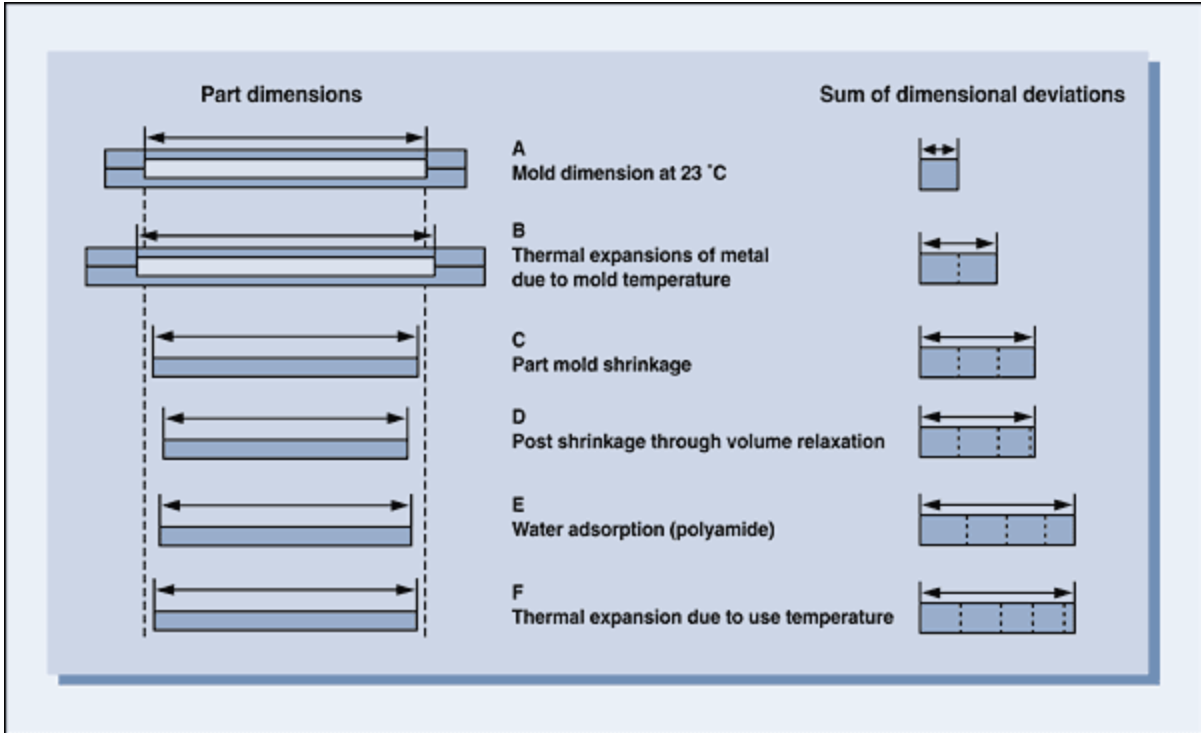 Part dimensions
Sum of dimensional deviations
A
Mold dimension at 23 ˚C
B
Thermal expansions of metal
due to mold temperature
C
Part mold shrinkage
D
Post shrinkage through volume relaxation
E
Water adsorption (polyamide)
F
Thermal expansion due to use temperature